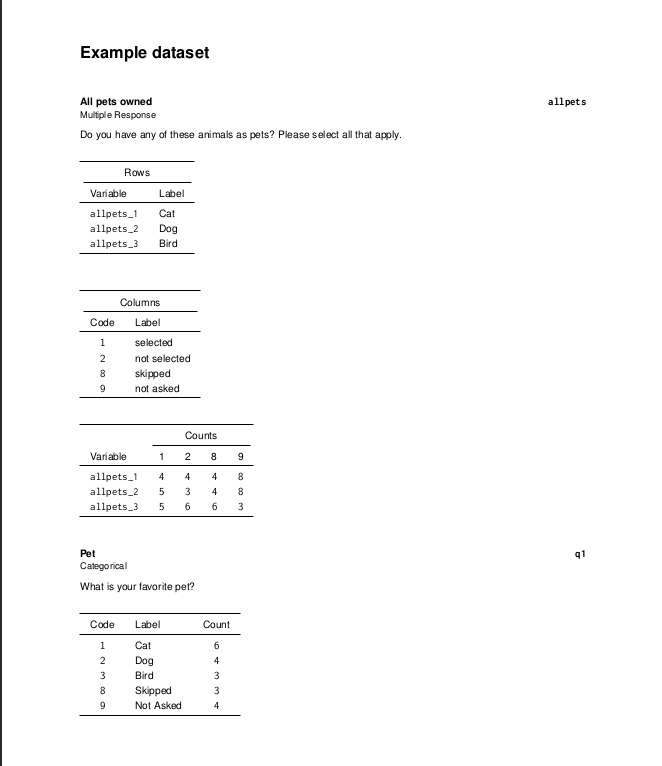 Example dataset
All pets owned allpets
Multiple Response
Do you have any of these animals as pets? Please select all that apply.
Rows
Variable Label
allpets_1 Cat
allpets_2 Dog
allpets_3 Bird
Columns
Code Label
1 selected
2 not selected
8 skipped
9 not asked
Counts
Variable 1 2 8 9
allpets_1 4 4 4 8
allpets_2 5 3 4 8
allpets_3 5 6 6 3
Pet q1
Categorical
What is your favorite pet?
Code Label Count
1 Cat 6
2 Dog 4
3 Bird 3
8 Skipped 3
9 Not Asked 4